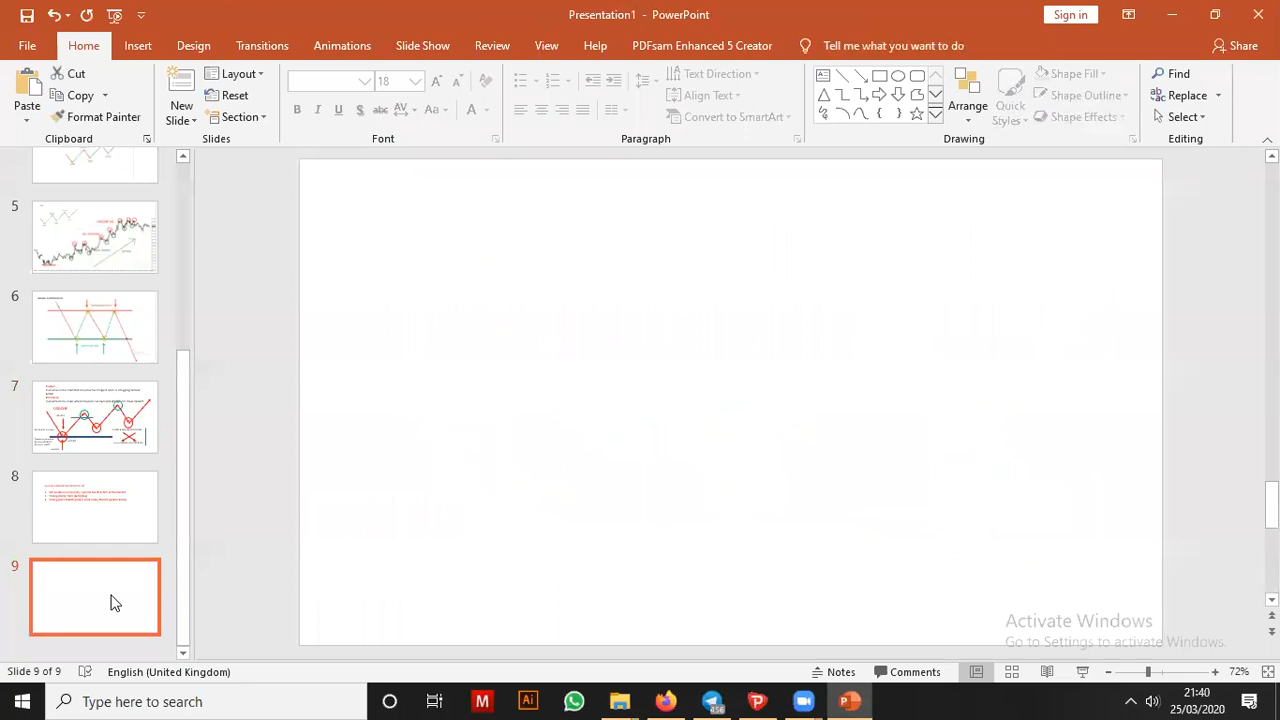 Presentation1 - PowerPoint
Sign in
File Home Insert Design Transitions Animations Slide Show Review View Help PDFsam Enhanced 5 Creator Tell me what you want to do Share
Paste
Cut
Copy
Format Painter
Clipboard
New Slide
Layout
Reset
Section
Slides
18
B I U S abc AV Aa A
Font
Text Direction
Align Text
Convert to SmartArt
Paragraph
Arrange
Quick Styles
Shape Fill
Shape Outline
Shape Effects
Drawing
Find
Replace
Select
Editing
5
6
7
8
9
Activate Windows
Go to Settings to activate Windows.
Slide 9 of 9 English (United Kingdom) Notes Comments 72%
Type here to search
M Ai 456
21:40
25/03/2020